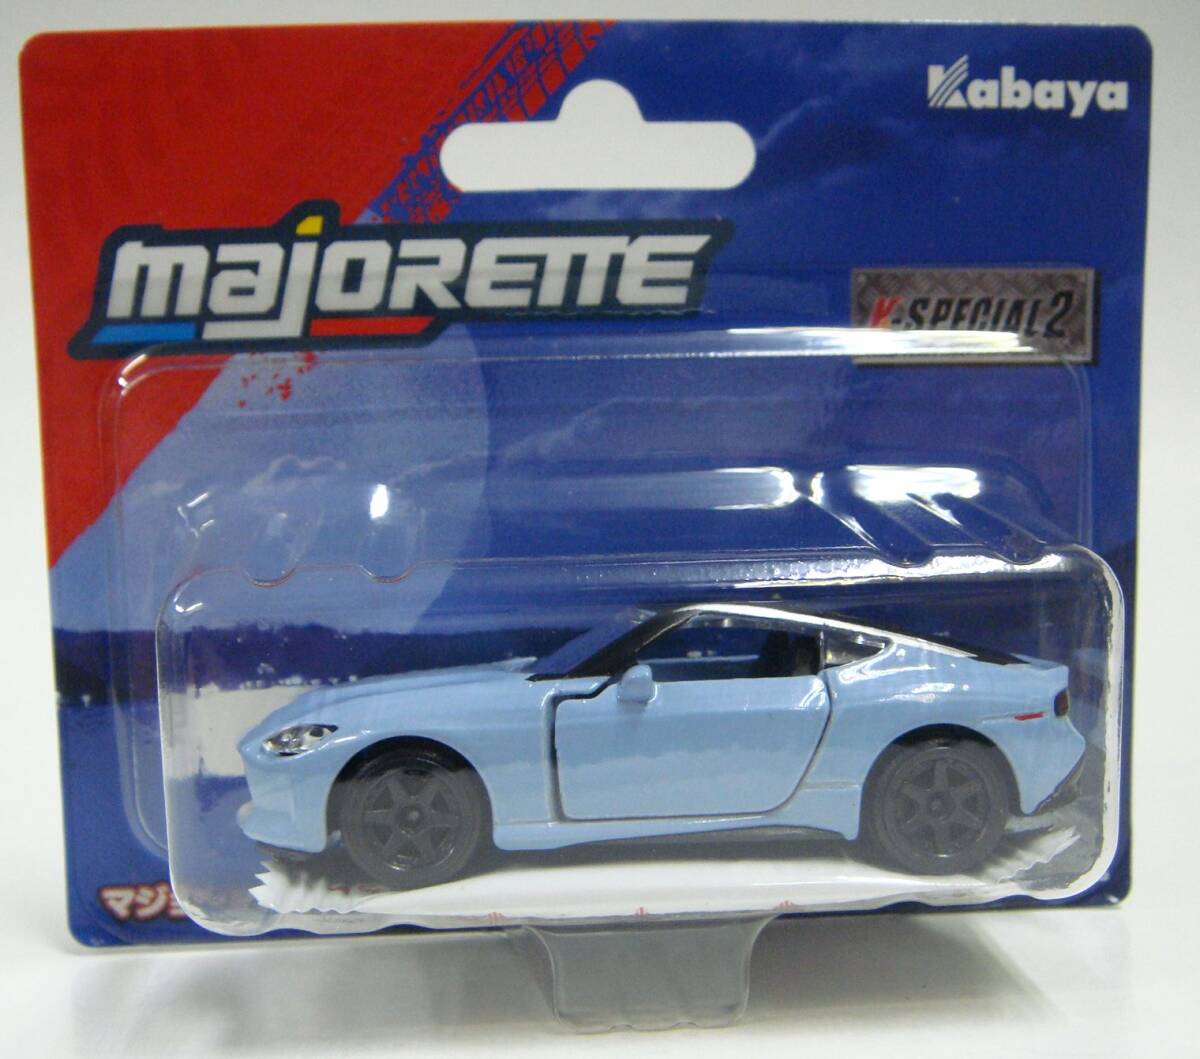 Kabaya
majORETTE
K-SPECIAL2
マジョ